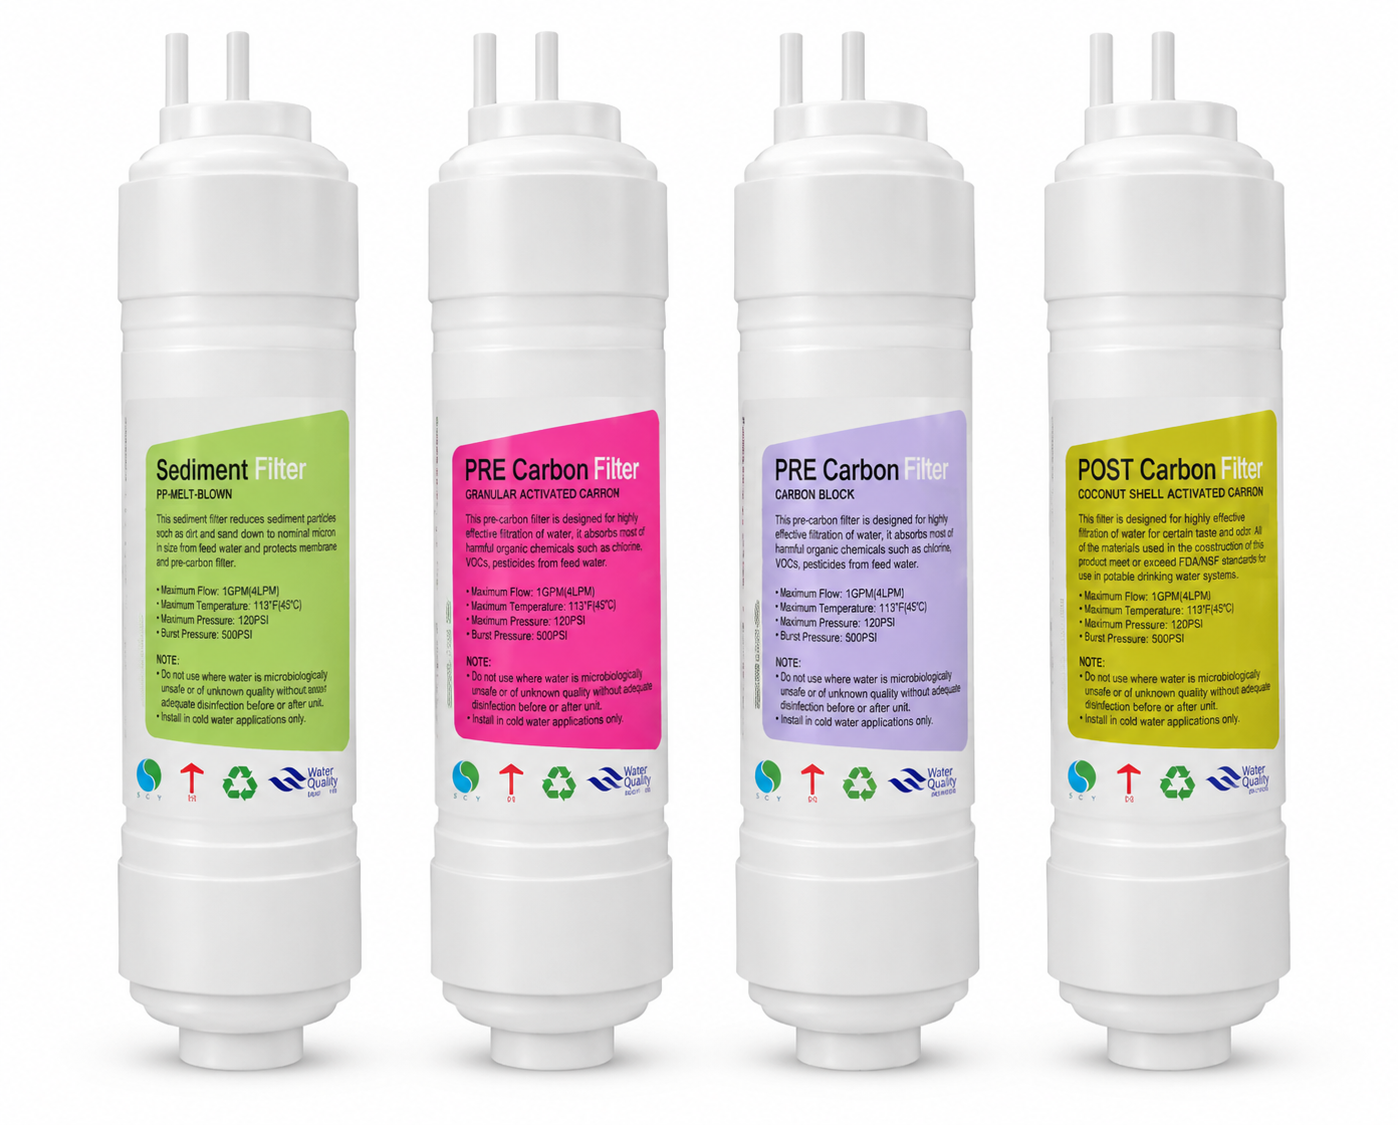 Sediment Filter
PP-MELT-BLOWN
This sediment filter reduces sediment particles
soch as dirt and sand down to nominal micron
in size from feed water and protects membrane
and pre-carbon filter.
• Maximum Flow: 1GPM(4LPM)
• Maximum Temperature: 113°F(45°C)
• Maximum Pressure: 120PSI
• Burst Pressure: 500PSI
NOTE:
• Do not use where water is microbiologically
unsafe or of unknown quality without
adequate disinfection before or after unit.
• Install in cold water applications only.
S C Y
Water
Quality
PRE Carbon Filter
GRANULAR ACTIVATED CARRON
This pre-carbon filter is designed for highly
effective filtration of water, it absorbs most of
harmful organic chemicals such as chlorine,
VOCs, pesticides from feed water.
• Maximum Flow: 1GPM(4LPM)
• Maximum Temperature: 113°F(45°C)
• Maximum Pressure: 120PSI
• Burst Pressure: 500PSI
NOTE:
• Do not use where water is microbiologically
unsafe or of unknown quality without adequate
disinfection before or after unit.
• Install in cold water applications only.
S C Y
Water
Quality
PRE Carbon Filter
CARBON BLOCK
This pre-carbon filter is designed for highly
effective filtration of water, it absorbs most of
harmful organic chemicals such as chlorine,
VOCs, pesticides from feed water.
• Maximum Flow: 1GPM(4LPM)
• Maximum Temperature: 113°F(45°C)
• Maximum Pressure: 120PSI
• Burst Pressure: 500PSI
NOTE:
• Do not use where water is microbiologically
unsafe or of unknown quality without adequate
disinfection before or after unit.
• Install in cold water applications only.
S C Y
Water
Quality
POST Carbon Filter
COCONUT SHELL ACTIVATED CARRON
This filter is designed for highly effective
filtration of water for certain taste and odor. All
of the materials used in the cosstruction of this
product meet or exceed FDA/NSF standards for
use in potable drinking water systems.
• Maximum Flow: 1GPM(4LPM)
• Maximum Temperature: 113°F(45°C)
• Maximum Pressure: 120PSI
• Burst Pressure: 500PSI
NOTE:
• Do not use where water is microbiologically
unsafe or of unknown quality without adequate
disinfection before or after unit.
• Install in cold water applications only.
S C Y
Water
Quality